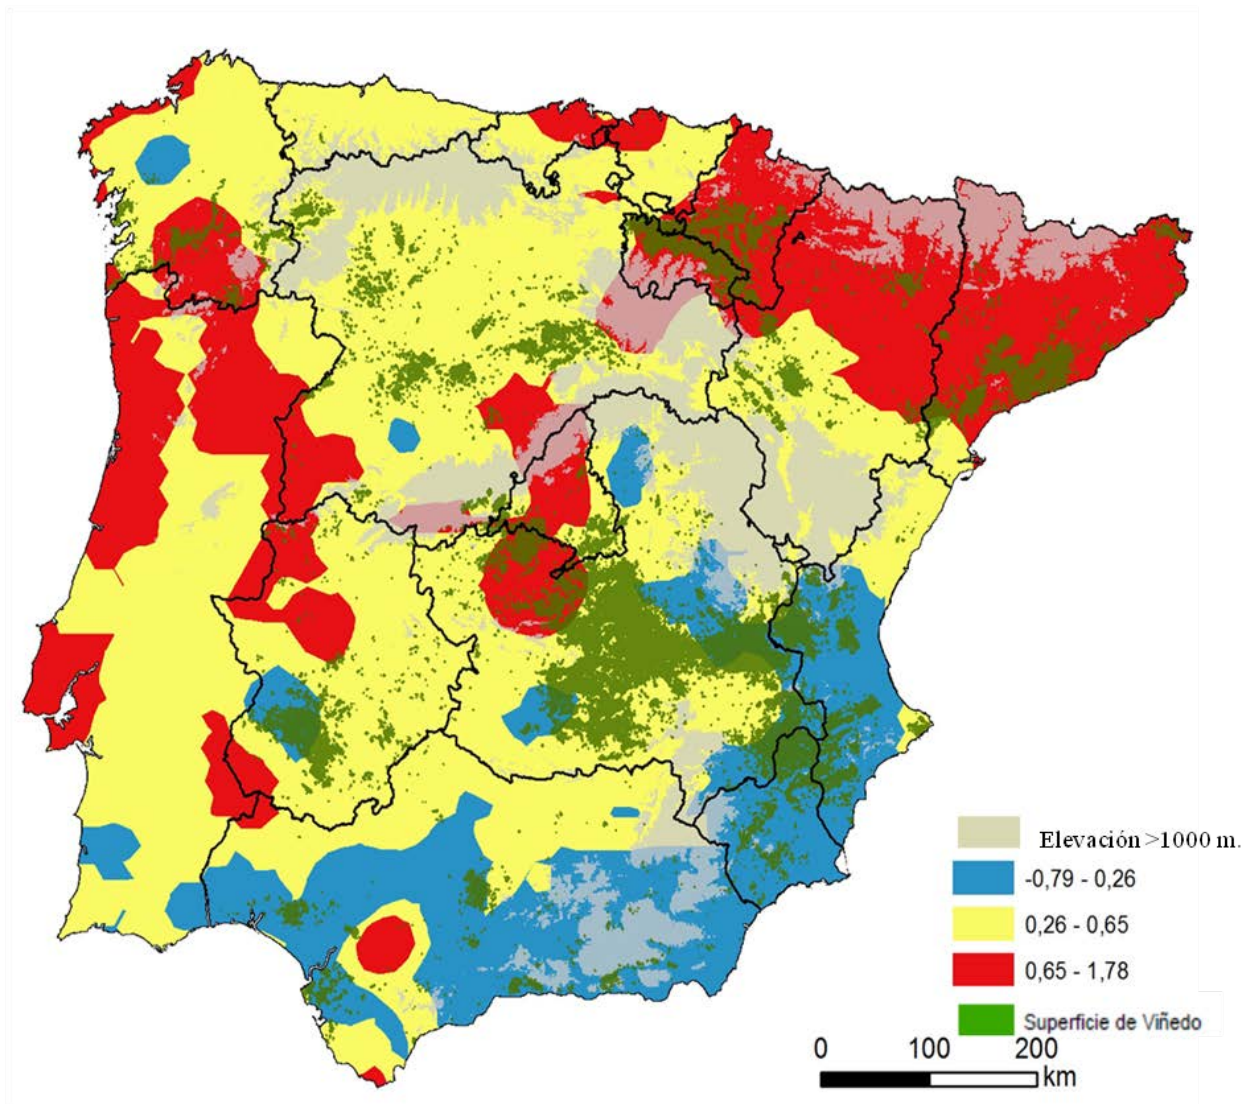 Elevación >1000 m.
-0,79 - 0,26
0,26 - 0,65
0,65 - 1,78
Superficie de Viñedo
0 100 200
km